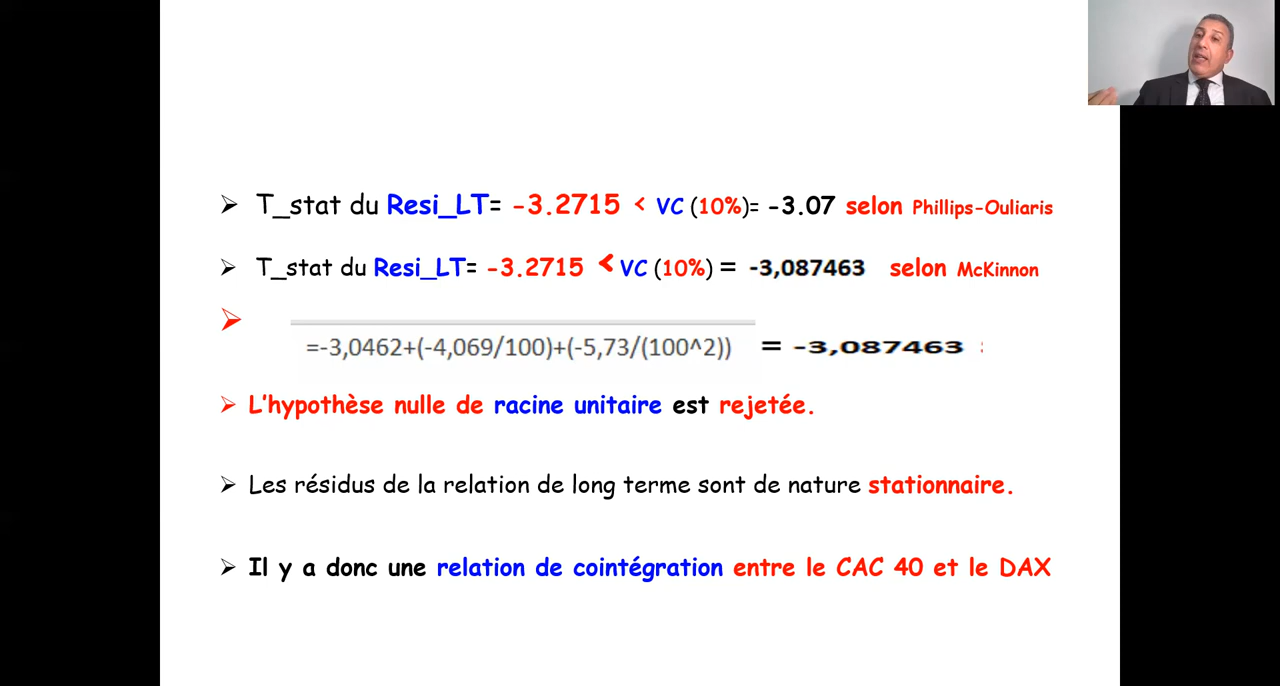 ➢ T_stat du Resi_LT= -3.2715 < VC (10%)= -3.07 selon Phillips-Ouliaris
➢ T_stat du Resi_LT= -3.2715 < VC (10%) = -3,087463 selon McKinnon
➢
=-3,0462+(-4,069/100)+(-5,73/(100^2)) = -3,087463
➢ L'hypothèse nulle de racine unitaire est rejetée.
➢ Les résidus de la relation de long terme sont de nature stationnaire.
➢ Il y a donc une relation de cointégration entre le CAC 40 et le DAX